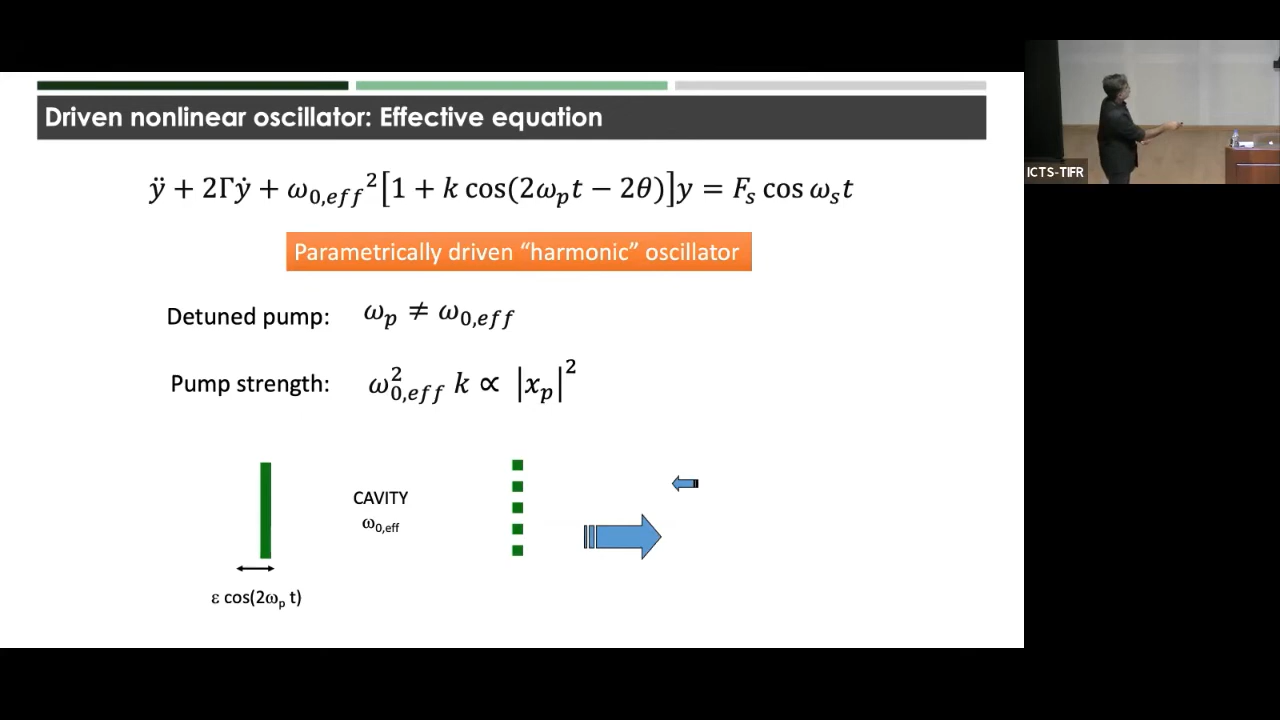 Driven nonlinear oscillator: Effective equation
ÿ + 2Γẏ + ω₀,eff²[1 + k cos(2ωₚt − 2θ)]y = Fₛ cos ωₛt
Parametrically driven “harmonic” oscillator
Detuned pump: ωₚ ≠ ω₀,eff
Pump strength: ω²₀,eff k ∝ |xₚ|²
CAVITY
ω₀,eff
ε cos(2ωₚ t)
ICTS-TIFR